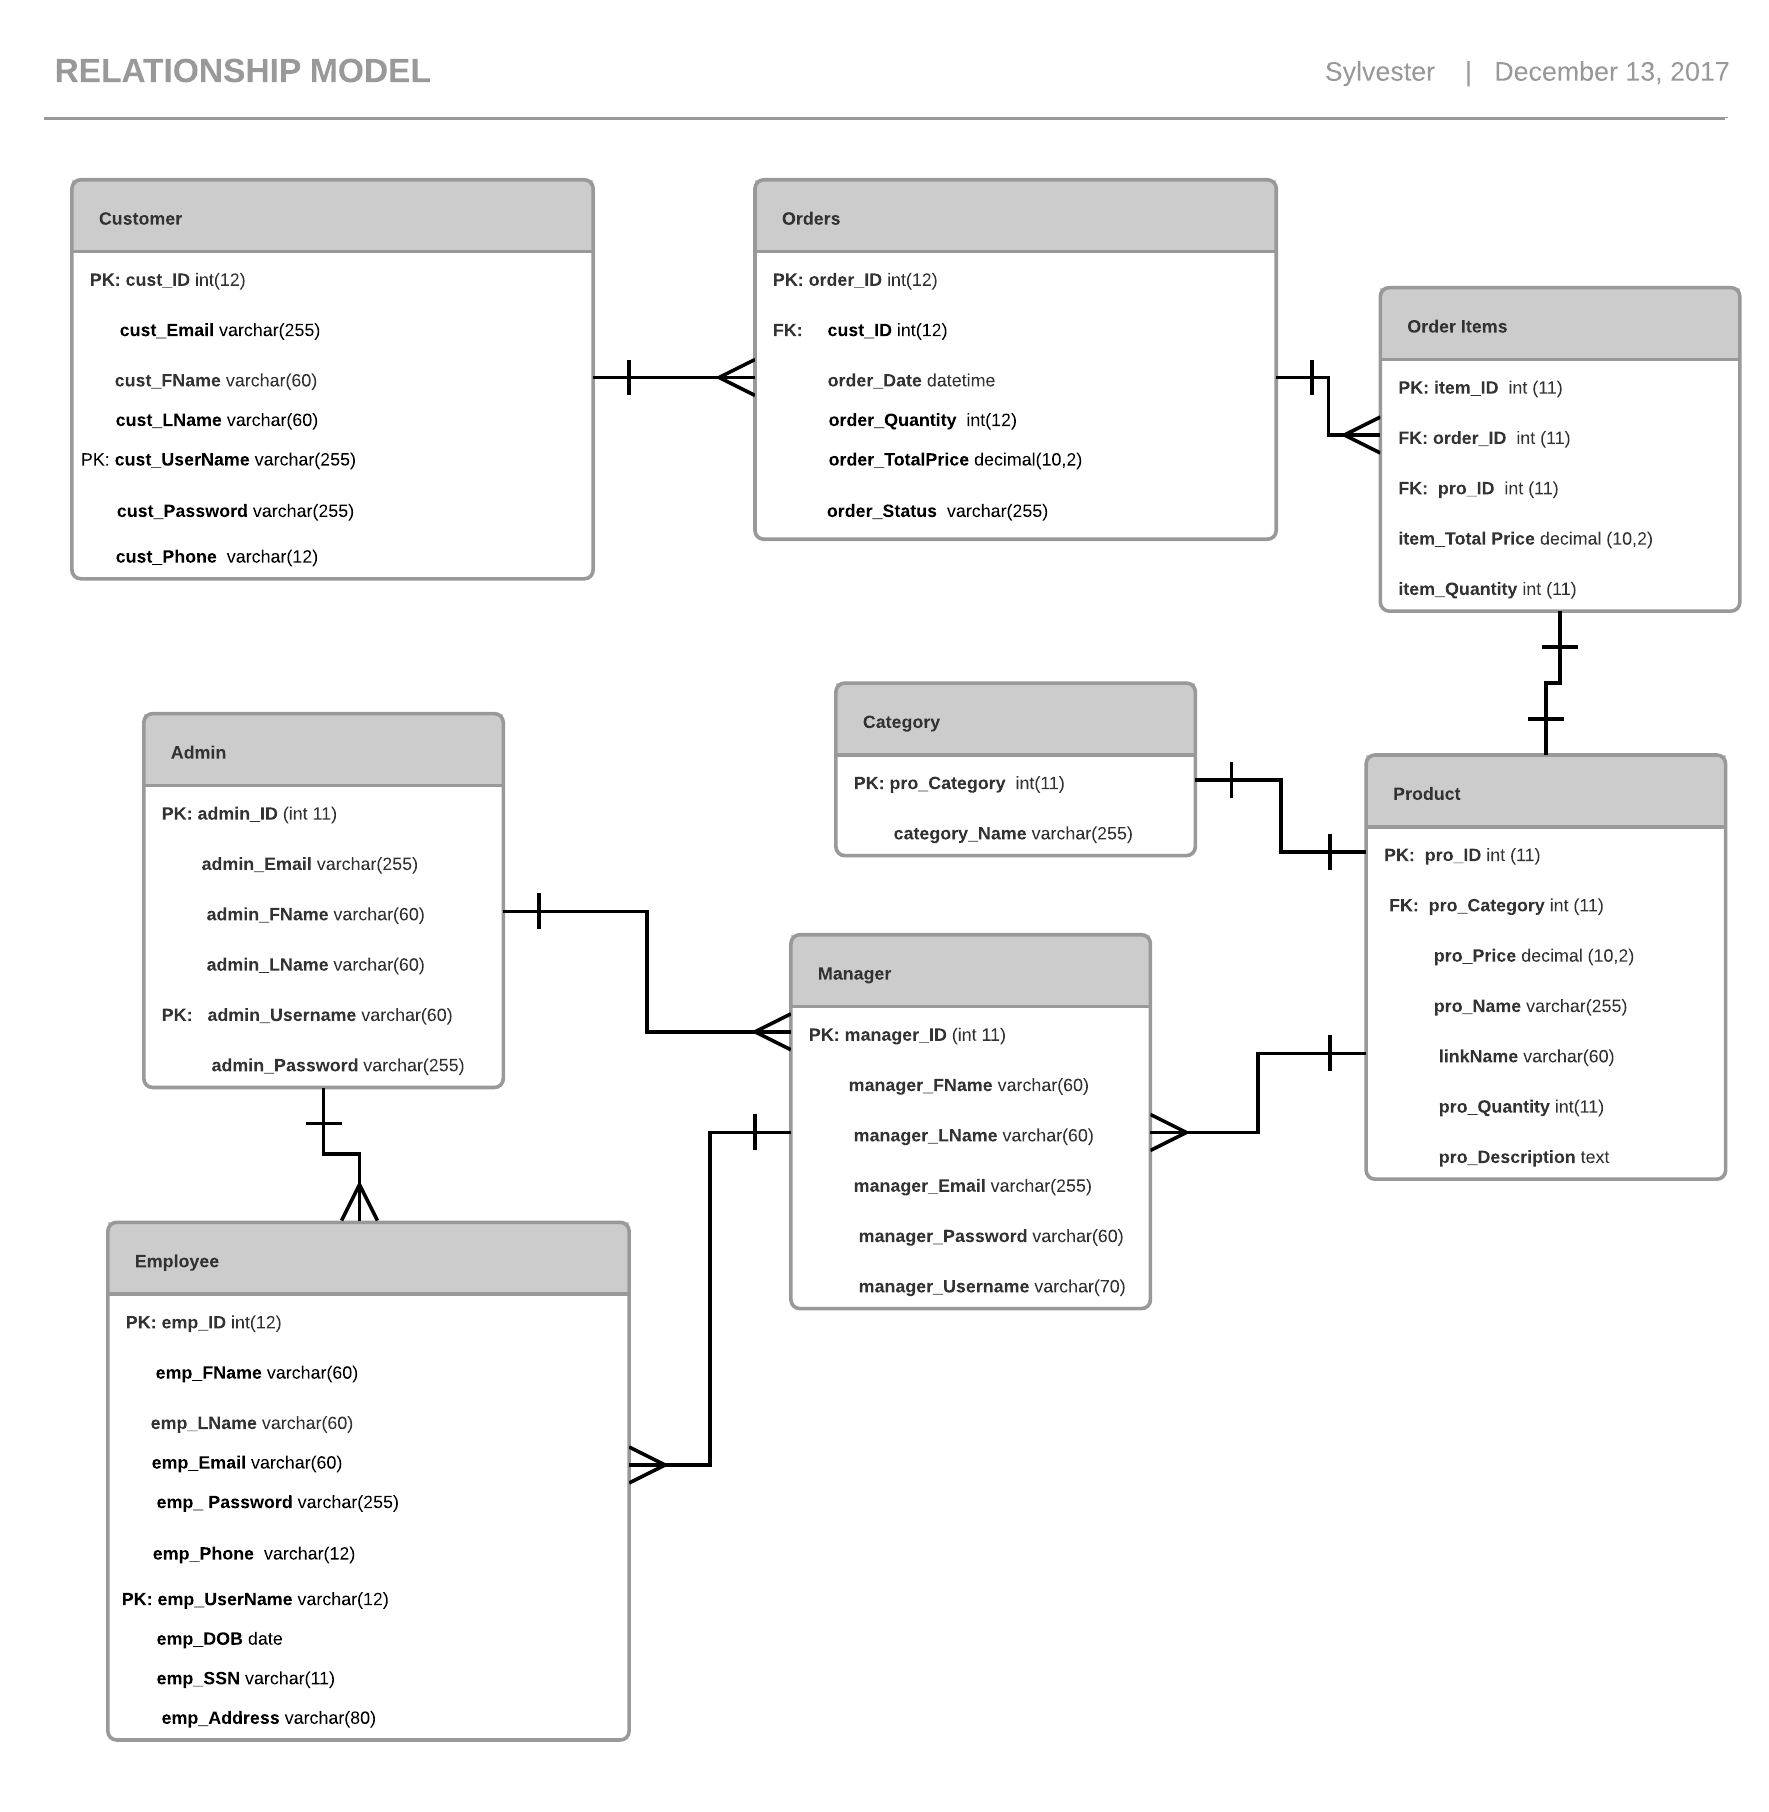 RELATIONSHIP MODEL
Sylvester | December 13, 2017
Customer
PK: cust_ID int(12)
cust_Email varchar(255)
cust_FName varchar(60)
cust_LName varchar(60)
PK: cust_UserName varchar(255)
cust_Password varchar(255)
cust_Phone varchar(12)
Orders
PK: order_ID int(12)
FK: cust_ID int(12)
order_Date datetime
order_Quantity int(12)
order_TotalPrice decimal(10,2)
order_Status varchar(255)
Order Items
PK: item_ID int (11)
FK: order_ID int (11)
FK: pro_ID int (11)
item_Total Price decimal (10,2)
item_Quantity int (11)
Category
PK: pro_Category int(11)
category_Name varchar(255)
Admin
PK: admin_ID (int 11)
admin_Email varchar(255)
admin_FName varchar(60)
admin_LName varchar(60)
PK: admin_Username varchar(60)
admin_Password varchar(255)
Product
PK: pro_ID int (11)
FK: pro_Category int (11)
pro_Price decimal (10,2)
pro_Name varchar(255)
linkName varchar(60)
pro_Quantity int(11)
pro_Description text
Manager
PK: manager_ID (int 11)
manager_FName varchar(60)
manager_LName varchar(60)
manager_Email varchar(255)
manager_Password varchar(60)
manager_Username varchar(70)
Employee
PK: emp_ID int(12)
emp_FName varchar(60)
emp_LName varchar(60)
emp_Email varchar(60)
emp_ Password varchar(255)
emp_Phone varchar(12)
PK: emp_UserName varchar(12)
emp_DOB date
emp_SSN varchar(11)
emp_Address varchar(80)